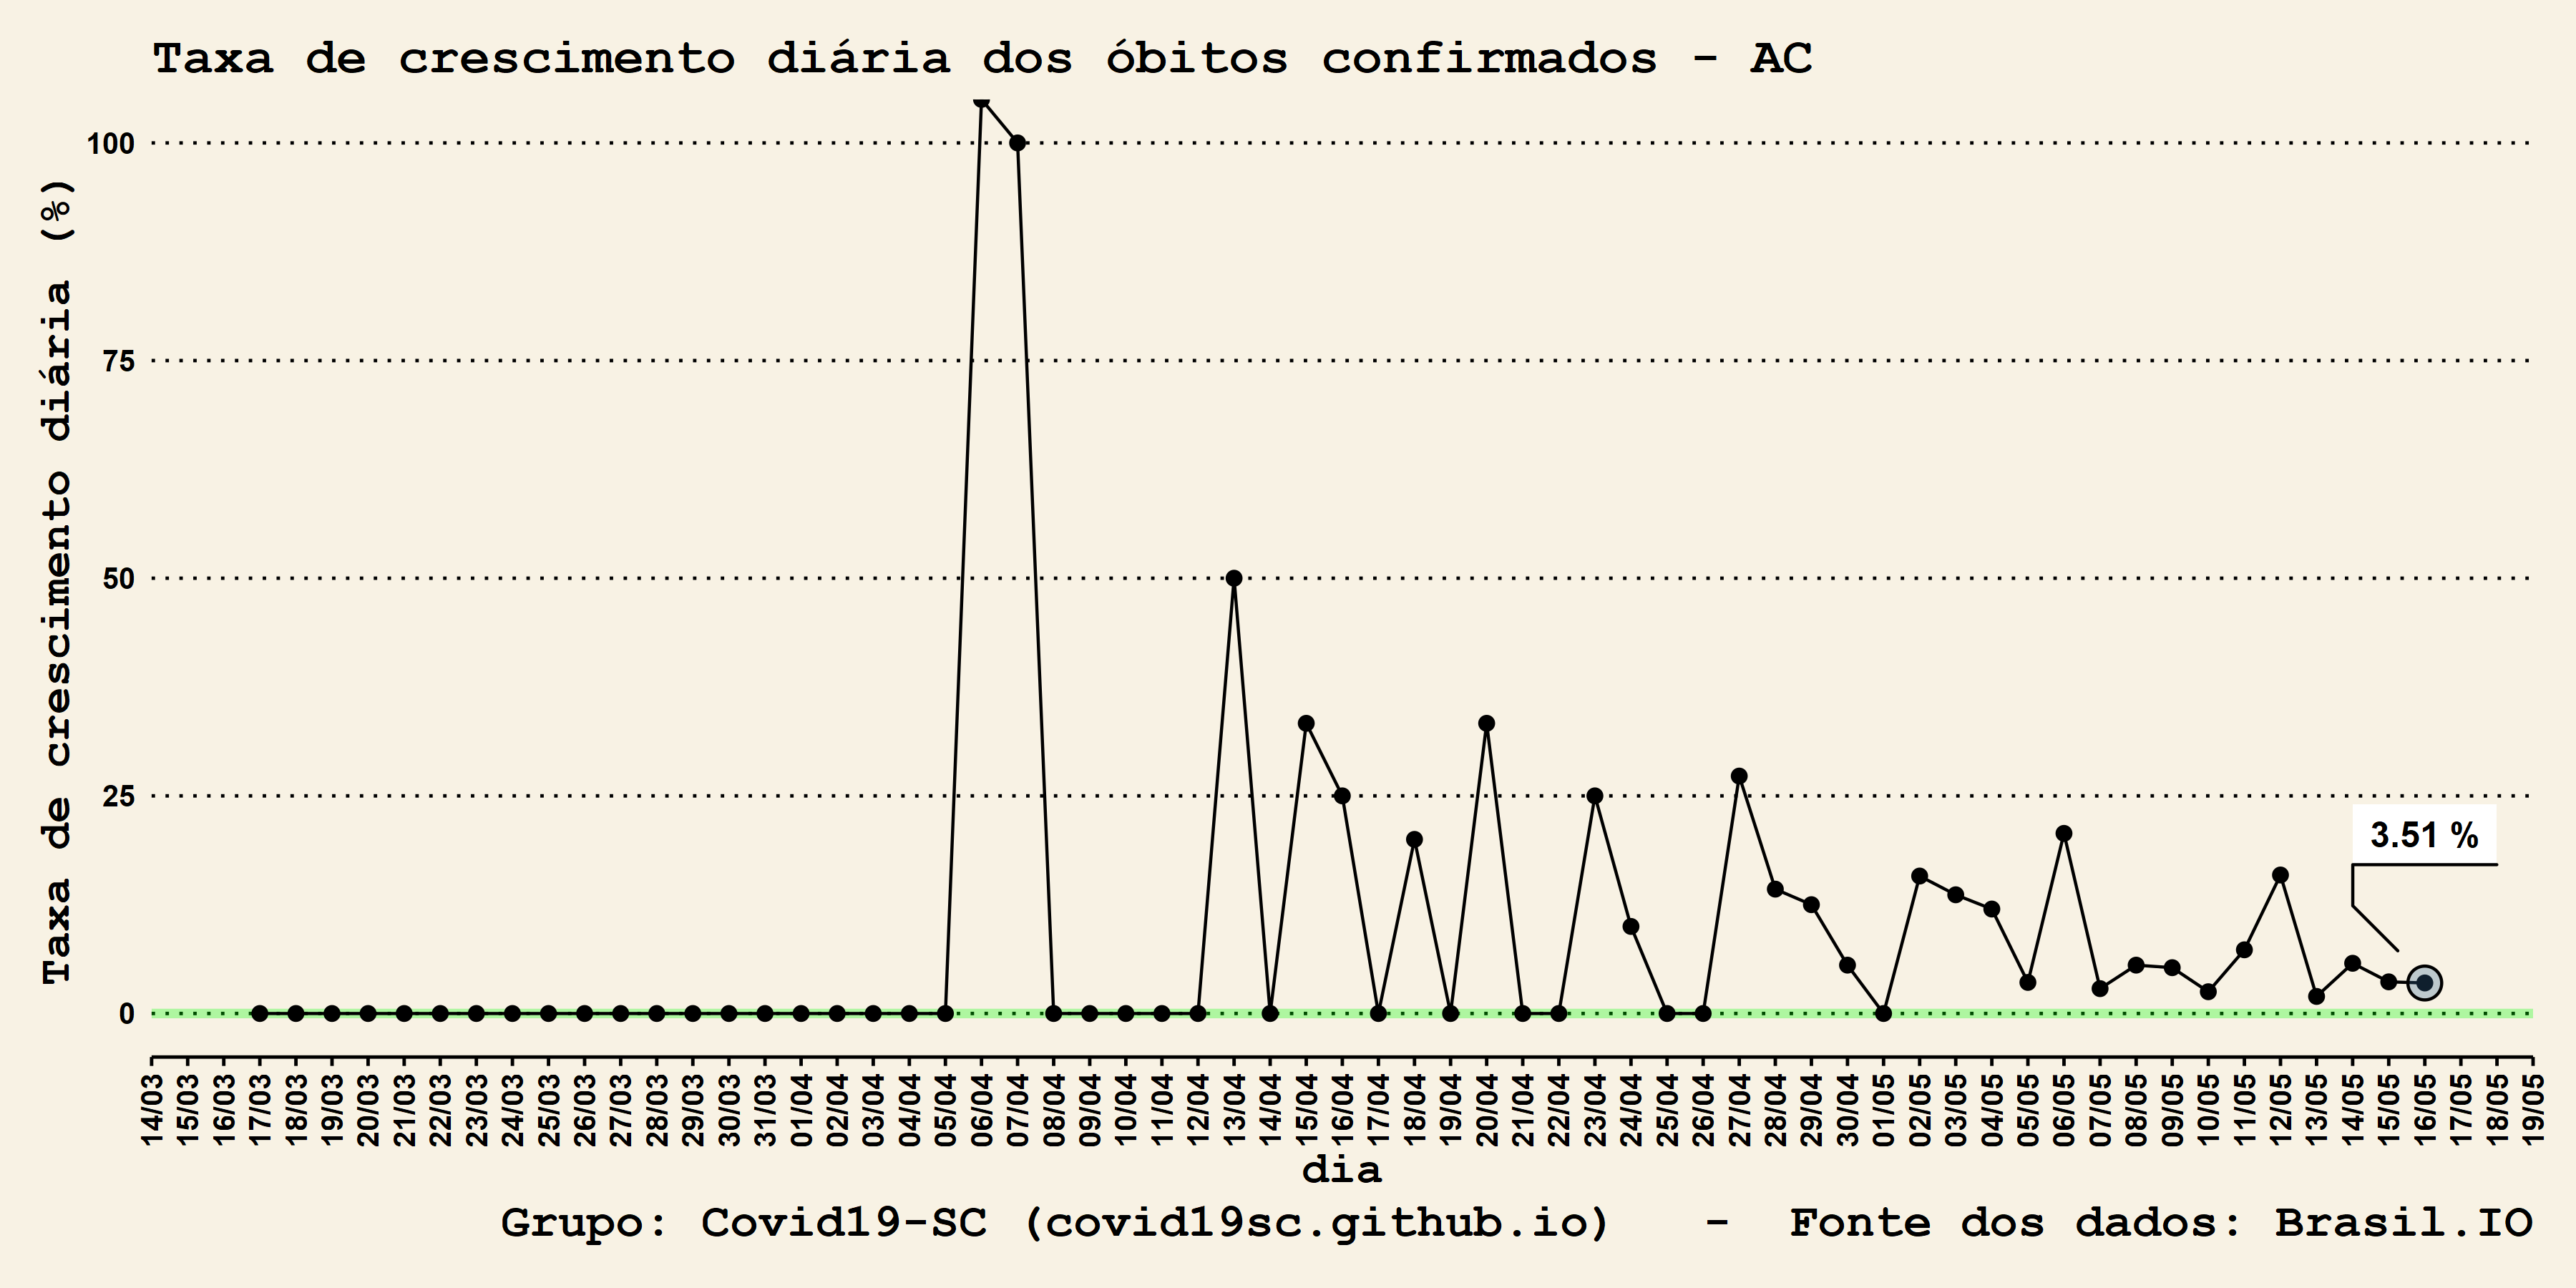 Taxa de crescimento diária dos óbitos confirmados - AC
Taxa de crescimento diária (%)
100
75
50
25
0
3.51 %
14/03 15/03 16/03 17/03 18/03 19/03 20/03 21/03 22/03 23/03 24/03 25/03 26/03 27/03 28/03 29/03 30/03 31/03 01/04 02/04 03/04 04/04 05/04 06/04 07/04 08/04 09/04 10/04 11/04 12/04 13/04 14/04 15/04 16/04 17/04 18/04 19/04 20/04 21/04 22/04 23/04 24/04 25/04 26/04 27/04 28/04 29/04 30/04 01/05 02/05 03/05 04/05 05/05 06/05 07/05 08/05 09/05 10/05 11/05 12/05 13/05 14/05 15/05 16/05 17/05 18/05 19/05
dia
Grupo: Covid19-SC (covid19sc.github.io) - Fonte dos dados: Brasil.IO